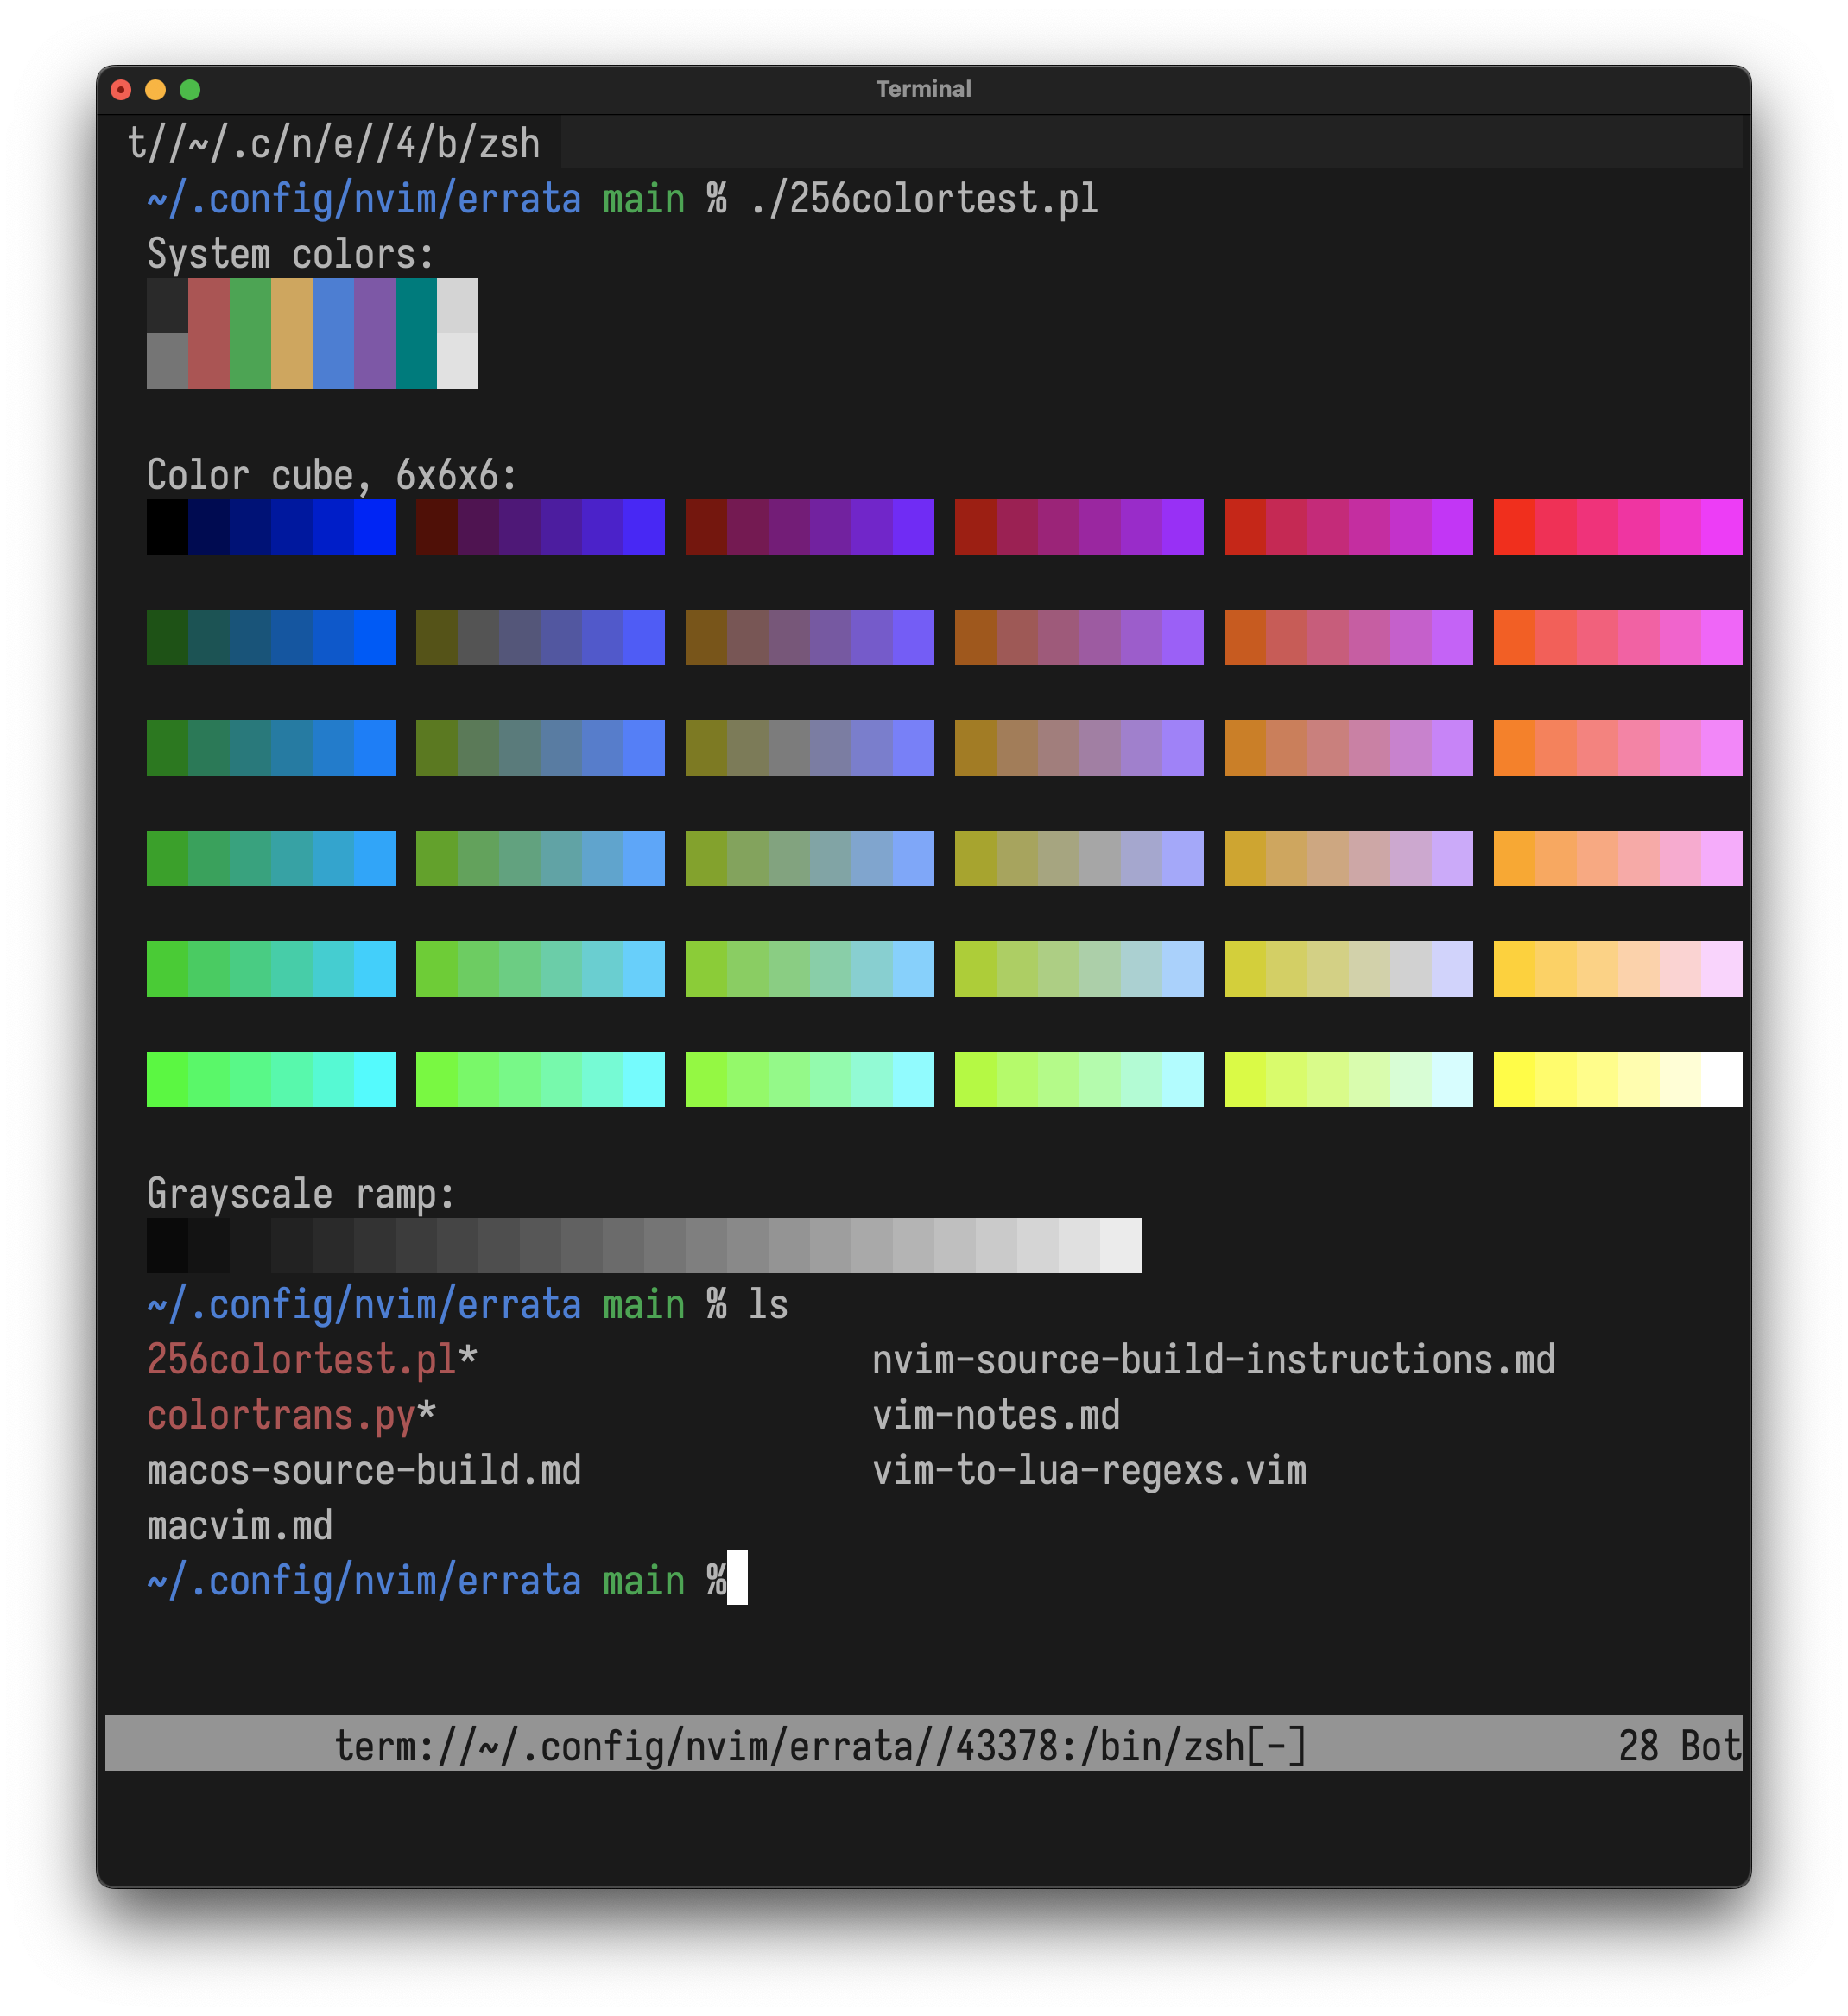 Terminal
t//~/.c/n/e//4/b/zsh
~/.config/nvim/errata main % ./256colortest.pl
System colors:
Color cube, 6x6x6:
Grayscale ramp:
~/.config/nvim/errata main % ls
256colortest.pl* nvim-source-build-instructions.md
colortrans.py* vim-notes.md
macos-source-build.md vim-to-lua-regexs.vim
macvim.md
~/.config/nvim/errata main %
term://~/.config/nvim/errata//43378:/bin/zsh[-] 28 Bot